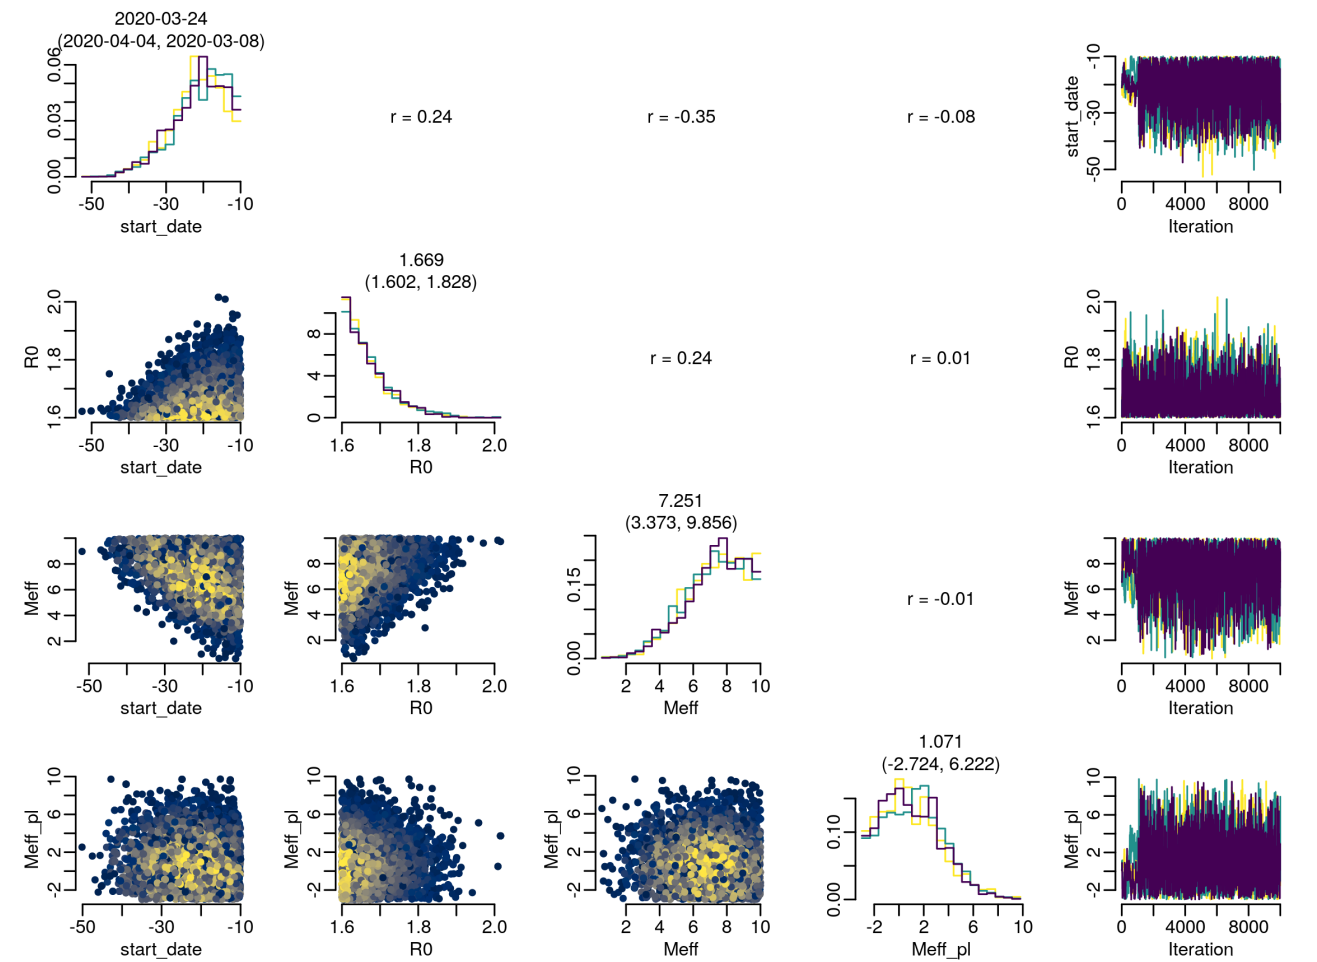 2020-03-24
(2020-04-04, 2020-03-08)
0.00 0.03 0.06
-50 -30 -10
start_date
r = 0.24
r = -0.35
r = -0.08
start_date
-50 -30 -10
0 4000 8000
Iteration
R0
1.6 1.8 2.0
-50 -30 -10
start_date
1.669
(1.602, 1.828)
0 4 8
1.6 1.8 2.0
R0
r = 0.24
r = 0.01
R0
1.6 1.8 2.0
0 4000 8000
Iteration
Meff
2 4 6 8
-50 -30 -10
start_date
Meff
2 4 6 8
1.6 1.8 2.0
R0
7.251
(3.373, 9.856)
0.00 0.15
2 4 6 8 10
Meff
r = -0.01
Meff
2 4 6 8
0 4000 8000
Iteration
Meff_pl
-2 2 6 10
-50 -30 -10
start_date
Meff_pl
-2 2 6 10
1.6 1.8 2.0
R0
Meff_pl
-2 2 6 10
2 4 6 8 10
Meff
1.071
(-2.724, 6.222)
0.00 0.10
-2 2 6 10
Meff_pl
Meff_pl
-2 2 6 10
0 4000 8000
Iteration